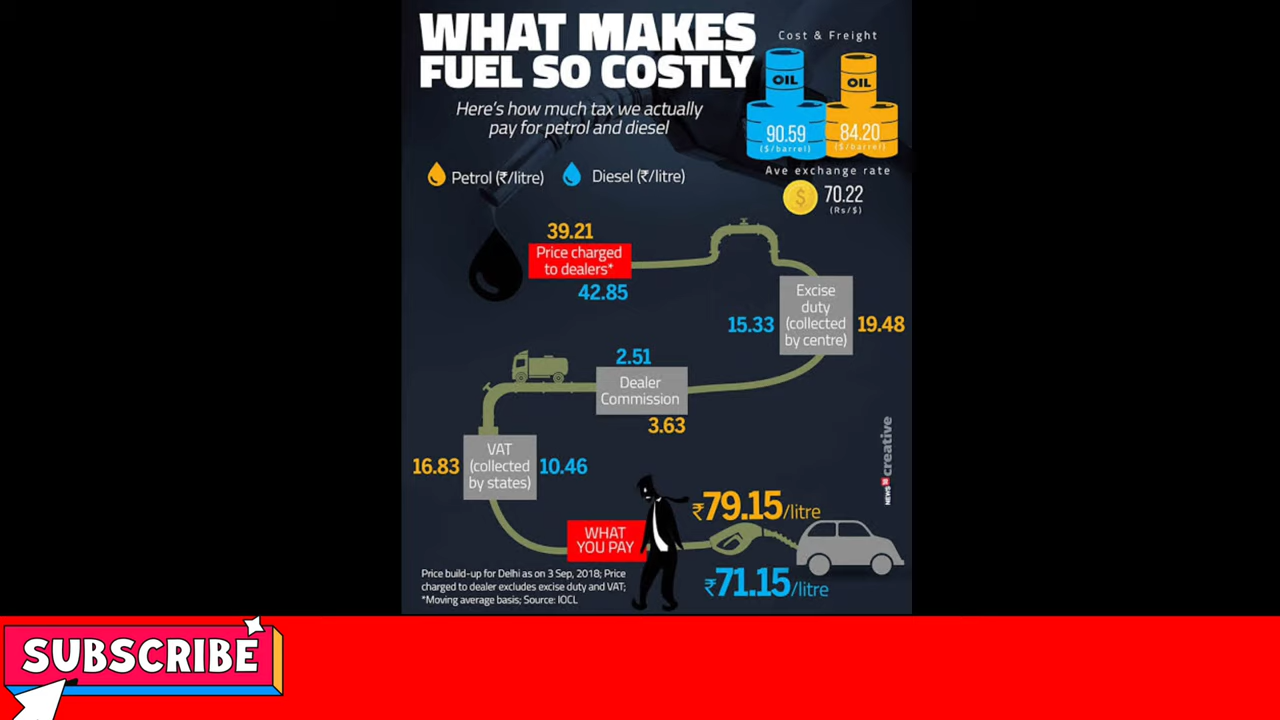 WHAT MAKES
FUEL SO COSTLY
Here's how much tax we actually
pay for petrol and diesel
Cost & Freight
OIL
OIL
90.59
($/barrel)
84.20
($/barrel)
Ave exchange rate
$
70.22
(Rs/$)
Petrol (₹/litre)
Diesel (₹/litre)
39.21
Price charged
to dealers*
42.85
Excise
duty
(collected
by centre)
15.33
19.48
2.51
Dealer
Commission
3.63
16.83
VAT
(collected
by states)
10.46
WHAT
YOU PAY
₹79.15/litre
₹71.15/litre
Price build-up for Delhi as on 3 Sep, 2018; Price
charged to dealer excludes excise duty and VAT;
*Moving average basis; Source: IOCL
NEWS18 creative
SUBSCRIBE